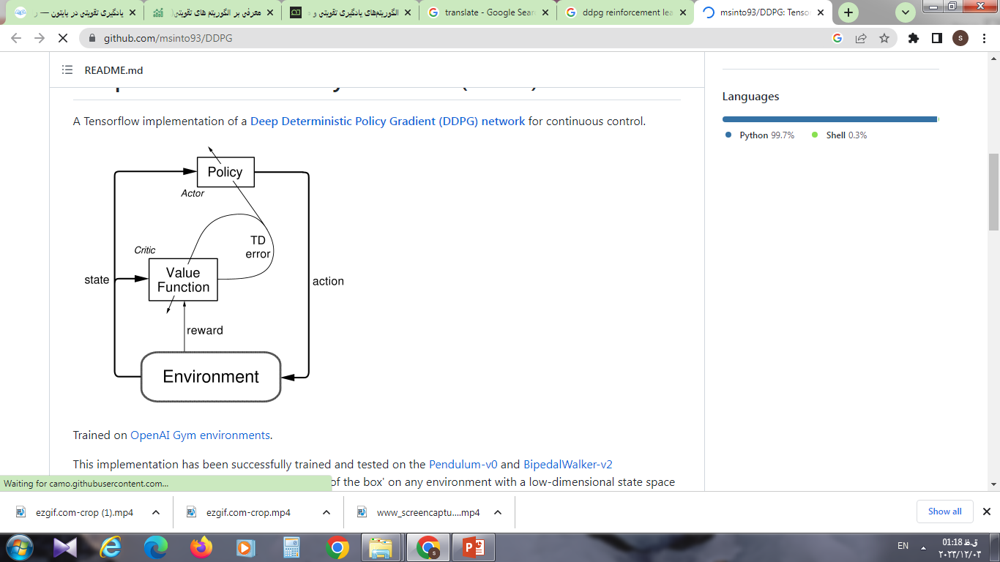 یادگیری تقویتی در پایتون — ر
معرفی بر الگوریتم های تقویتی(
الگوریتم‌های یادگیری تقویتی و د
translate - Google Sear
ddpg reinforcement lea
msinto93/DDPG: Tensor
github.com/msinto93/DDPG
s
README.md
A Tensorflow implementation of a Deep Deterministic Policy Gradient (DDPG) network for continuous control.
Policy
Actor
TD
error
Critic
Value
Function
state
action
reward
Environment
Trained on OpenAI Gym environments.
This implementation has been successfully trained and tested on the Pendulum-v0 and BipedalWalker-v2
of the box' on any environment with a low-dimensional state space
Languages
Python 99.7%
Shell 0.3%
Waiting for camo.githubusercontent.com...
ezgif.com-crop (1).mp4
ezgif.com-crop.mp4
www_screencaptu....mp4
Show all
EN
01:18 ق.ظ
۲۰۲۳/۱۲/۰۳